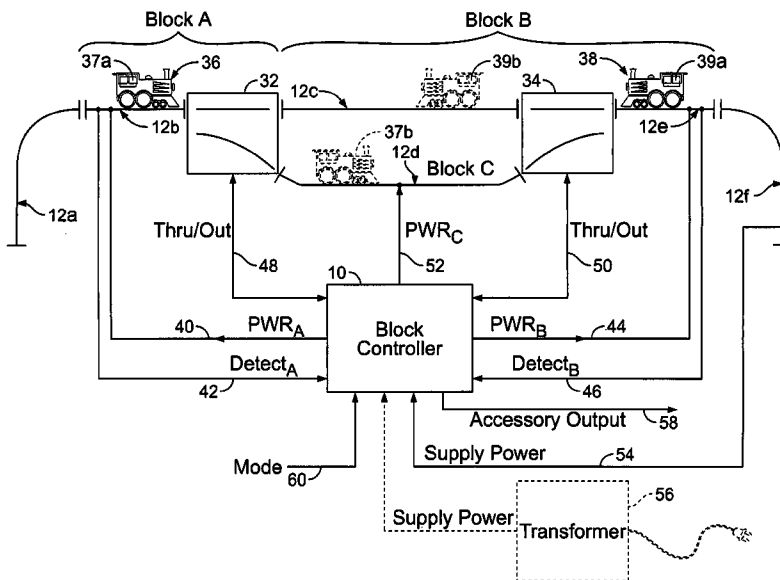 Block A
Block B
37a
36
32
12c
39b
34
38
39a
12b
12e
37b
12d
Block C
12a
12f
Thru/Out
PWRC
Thru/Out
48
52
50
10
40
PWRA
Block
Controller
PWRB
44
DetectA
42
DetectB
46
Accessory Output
58
Mode
60
Supply Power
54
Supply Power
56
Transformer